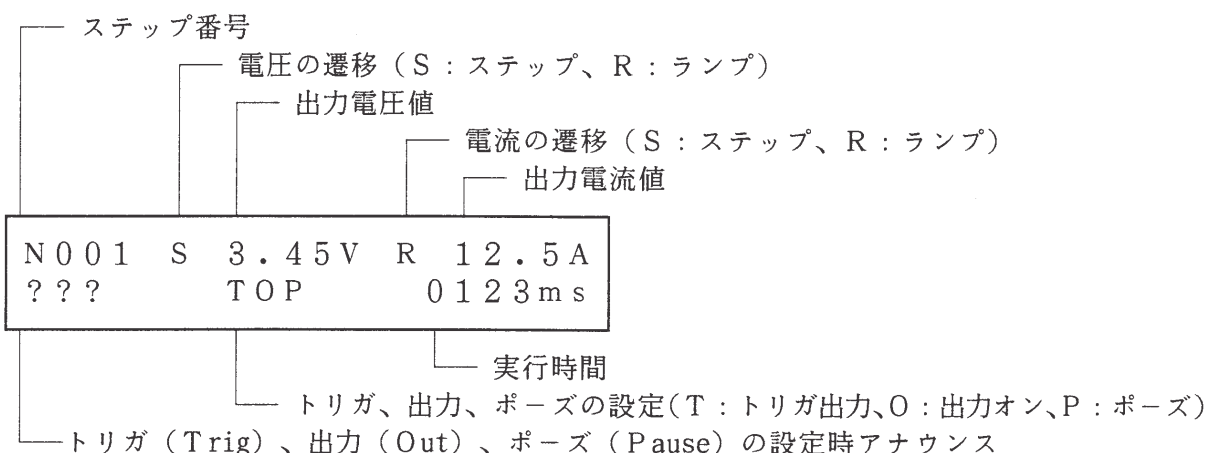 ステップ番号
電圧の遷移（S：ステップ、R：ランプ）
出力電圧値
電流の遷移（S：ステップ、R：ランプ）
出力電流値
N001 S 3.45V R 12.5A
??? TOP 0123ms
実行時間
トリガ、出力、ポーズの設定(T：トリガ出力、O：出力オン、P：ポーズ)
トリガ（Trig）、出力（Out）、ポーズ（Pause）の設定時アナウンス